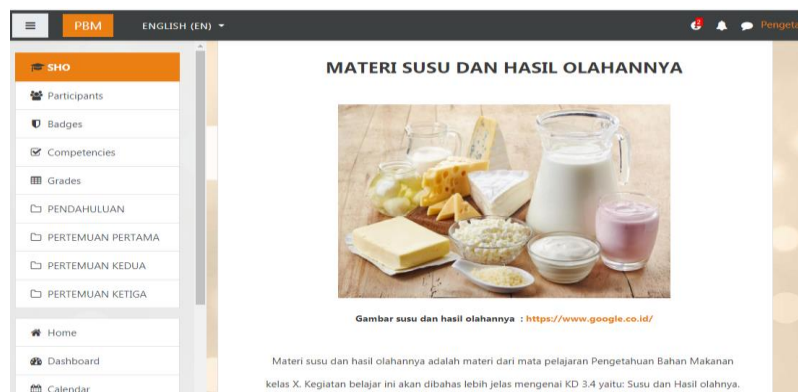 PBM
ENGLISH (EN)
SHO
Participants
Badges
Competencies
Grades
PENDAHULUAN
PERTEMUAN PERTAMA
PERTEMUAN KEDUA
PERTEMUAN KETIGA
Home
Dashboard
Calendar
MATERI SUSU DAN HASIL OLAHANNYA
Gambar susu dan hasil olahannya : https://www.google.co.id/
Materi susu dan hasil olahannya adalah materi dari mata pelajaran Pengetahuan Bahan Makanan
kelas X. Kegiatan belajar ini akan dibahas lebih jelas mengenai KD 3.4 yaitu: Susu dan Hasil olahnya.